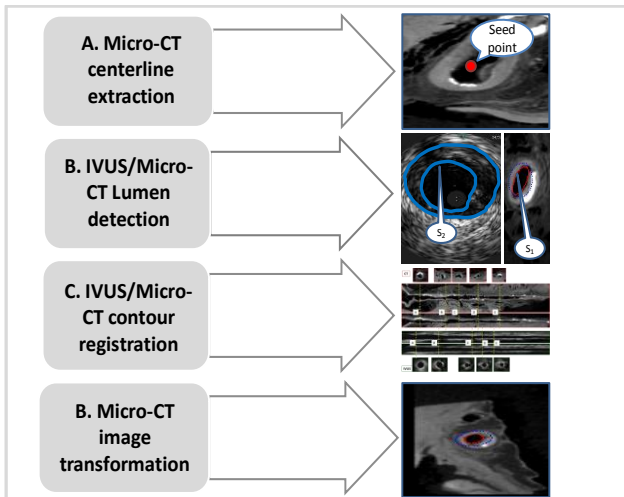 A. Micro-CT
centerline
extraction
Seed
point
B. IVUS/Micro-
CT Lumen
detection
S2
S1
C. IVUS/Micro-
CT contour
registration
B. Micro-CT
image
transformation